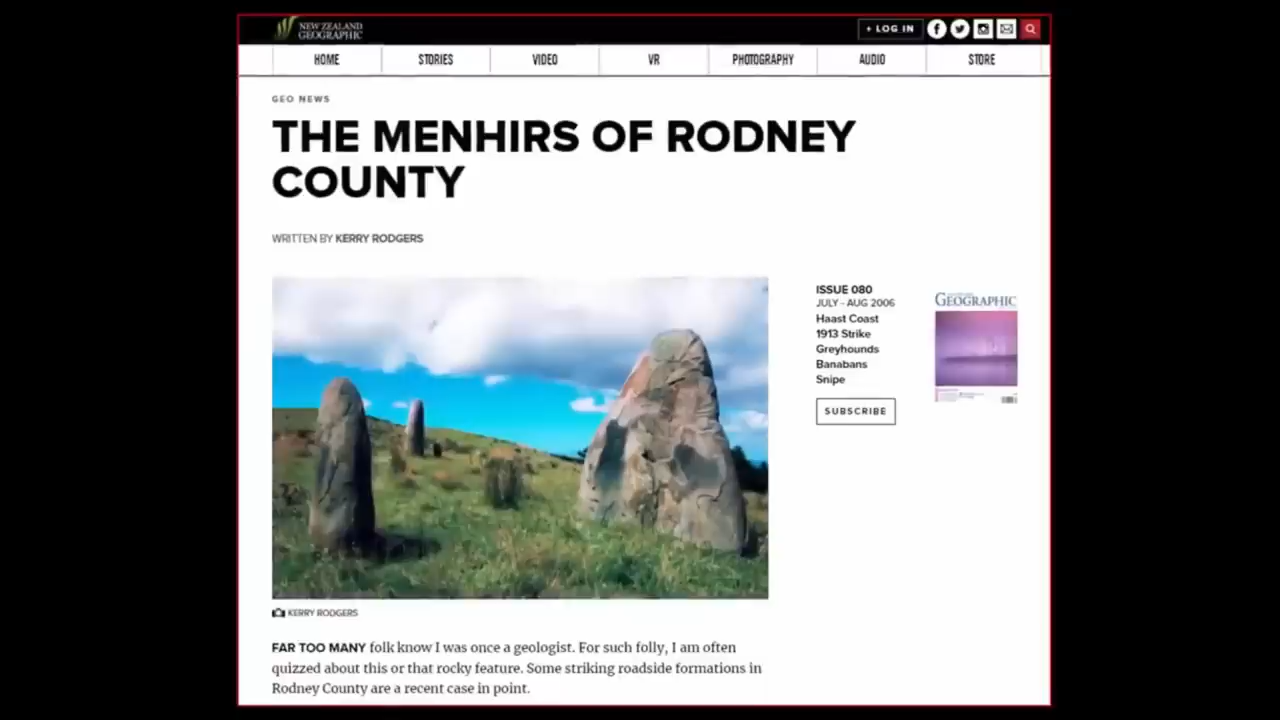 NEW ZEALAND
GEOGRAPHIC
+ LOG IN
HOME
STORIES
VIDEO
VR
PHOTOGRAPHY
AUDIO
STORE
GEO NEWS
THE MENHIRS OF RODNEY
COUNTY
WRITTEN BY KERRY RODGERS
ISSUE 080
JULY - AUG 2006
Haast Coast
1913 Strike
Greyhounds
Banabans
Snipe
SUBSCRIBE
GEOGRAPHIC
KERRY RODGERS
FAR TOO MANY folk know I was once a geologist. For such folly, I am often
quizzed about this or that rocky feature. Some striking roadside formations in
Rodney County are a recent case in point.